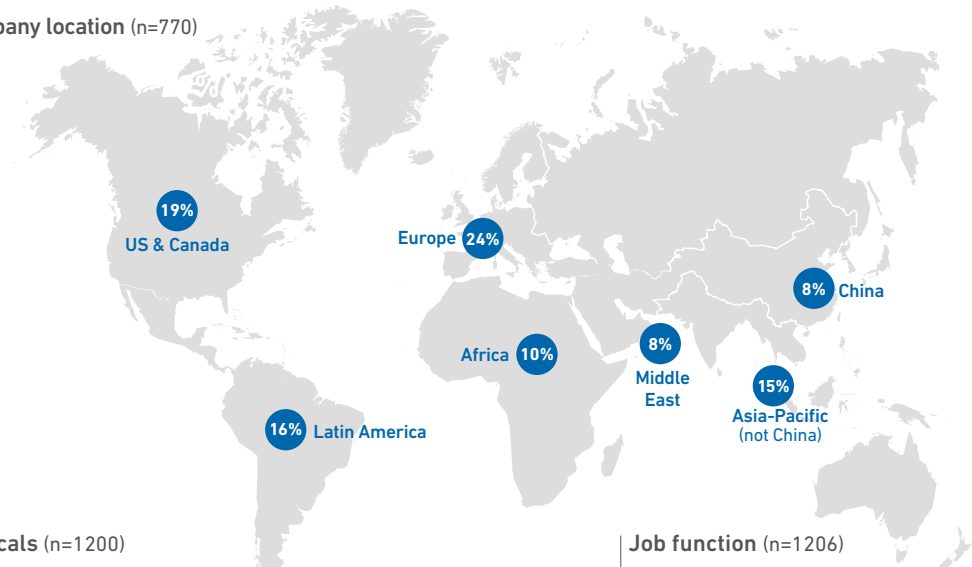 pany location (n=770)
19%
US & Canada
Europe 24%
8% China
Africa 10%
8%
Middle
East
15%
Asia-Pacific
(not China)
16% Latin America
cals (n=1200)
Job function (n=1206)